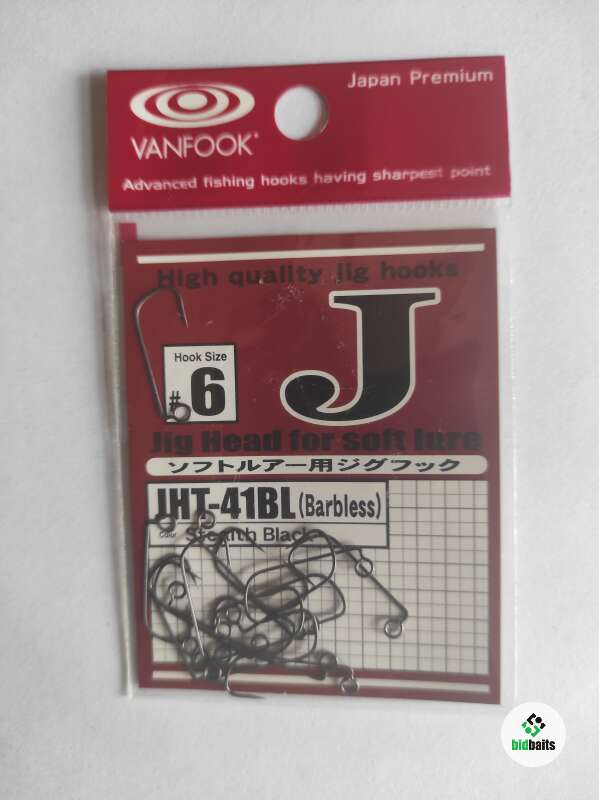 Japan Premium
VANFOOK
Advanced fishing hooks having sharpest point
High quality jig hooks
J
Hook Size
#6
Jig Head for soft lure
ソフトルアー用ジグフック
JHT-41BL (Barbless)
Color Stealth Black
bidbaits